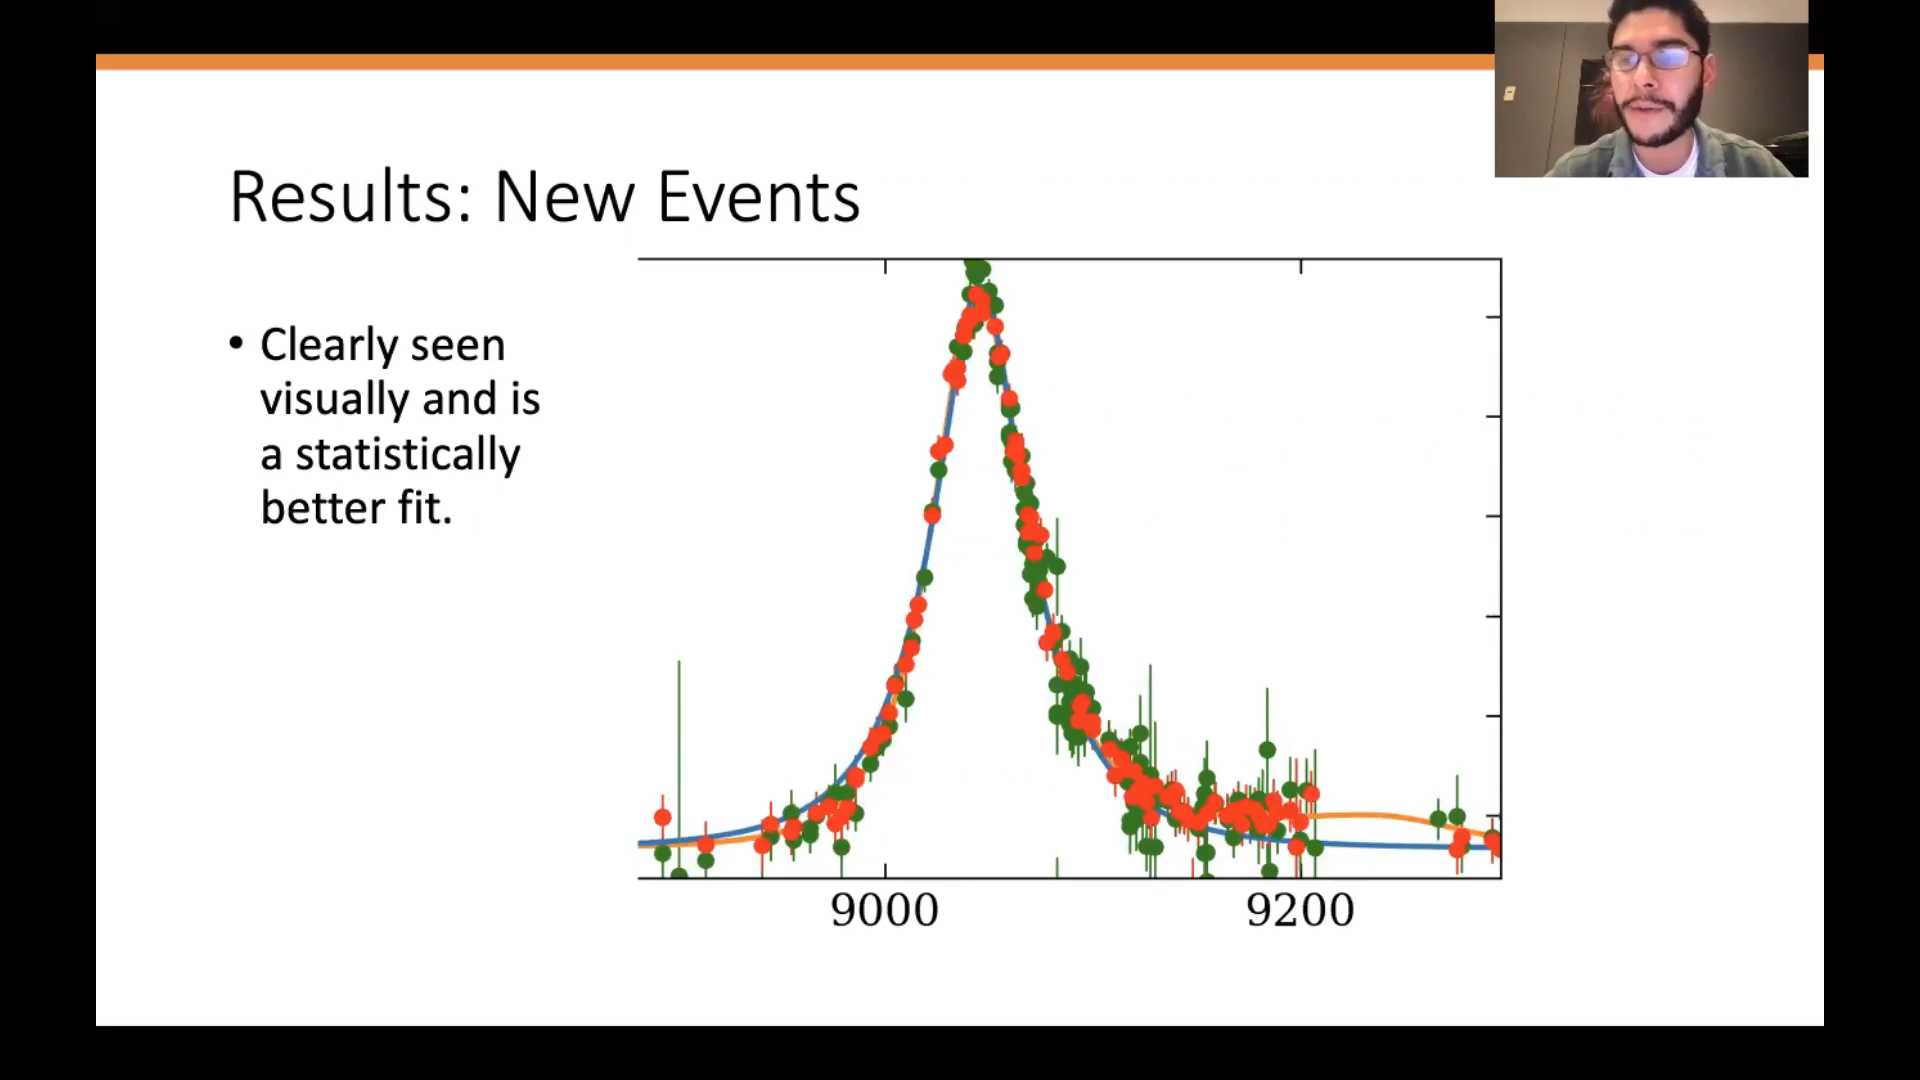 Results: New Events
• Clearly seen
visually and is
a statistically
better fit.
9000
9200